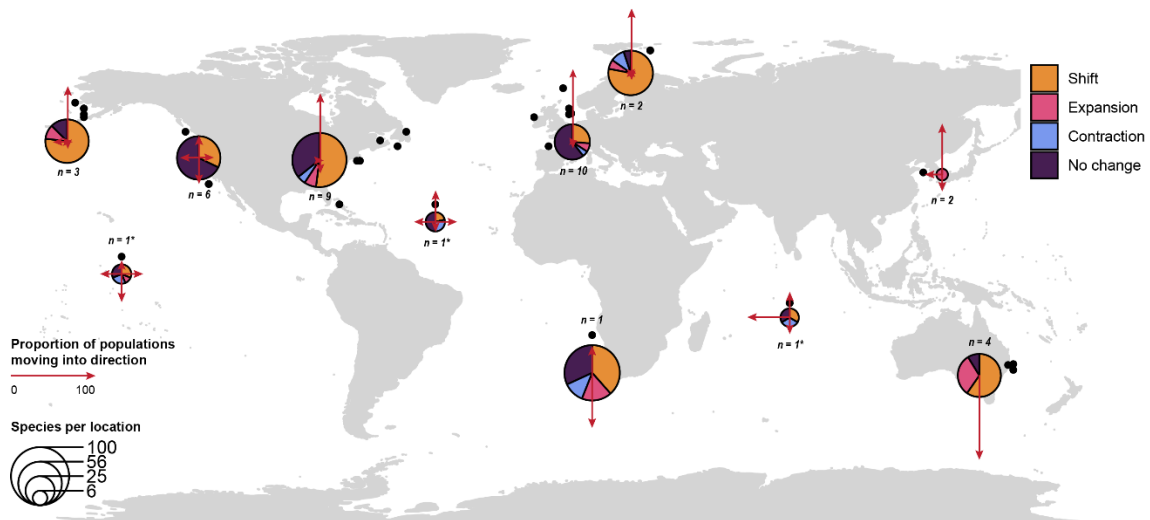 Shift
Expansion
Contraction
No change
n = 2
n = 3
n = 6
n = 9
n = 10
n = 2
n = 1*
n = 1*
n = 1
n = 1*
n = 4
Proportion of populations
moving into direction
0 100
Species per location
100
56
25
6